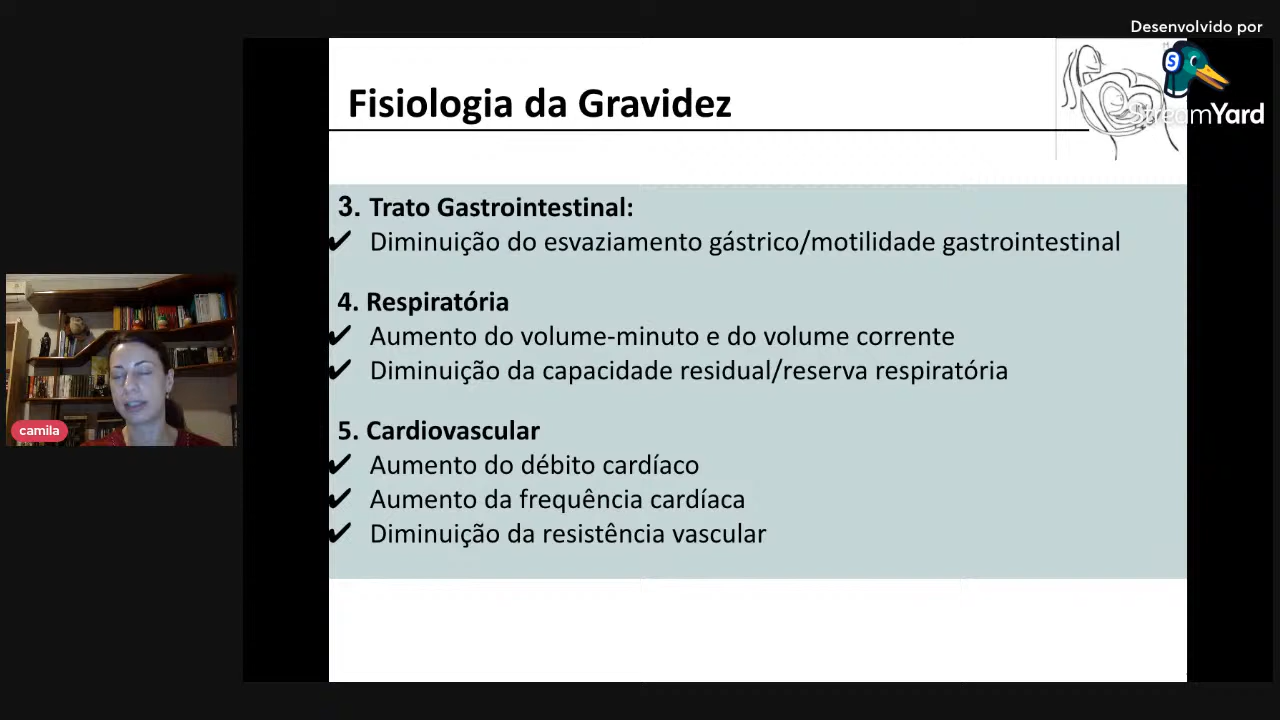 Desenvolvido por
StreamYard
Fisiologia da Gravidez
3. Trato Gastrointestinal:
✔ Diminuição do esvaziamento gástrico/motilidade gastrointestinal
4. Respiratória
✔ Aumento do volume-minuto e do volume corrente
✔ Diminuição da capacidade residual/reserva respiratória
5. Cardiovascular
✔ Aumento do débito cardíaco
✔ Aumento da frequência cardíaca
✔ Diminuição da resistência vascular
camila